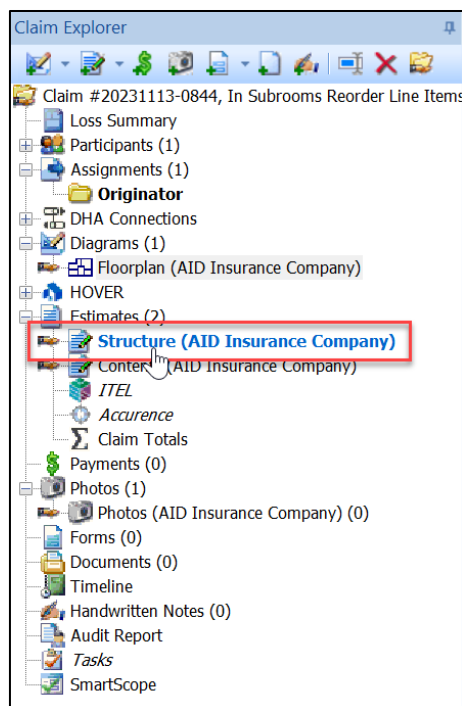 Claim Explorer
Claim #20231113-0844, In Subrooms Reorder Line Items
Loss Summary
Participants (1)
Assignments (1)
Originator
DHA Connections
Diagrams (1)
Floorplan (AID Insurance Company)
HOVER
Estimates (2)
Structure (AID Insurance Company)
(AID Insurance Company)
ITEL
Accurence
Claim Totals
Payments (0)
Photos (1)
Photos (AID Insurance Company) (0)
Forms (0)
Documents (0)
Timeline
Handwritten Notes (0)
Audit Report
Tasks
SmartScope